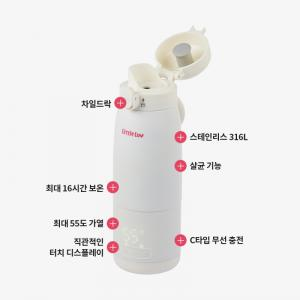 차일드락
스테인리스 316L
살균 기능
최대 16시간 보온
최대 55도 가열
직관적인
터치 디스플레이
C타입 무선 충전